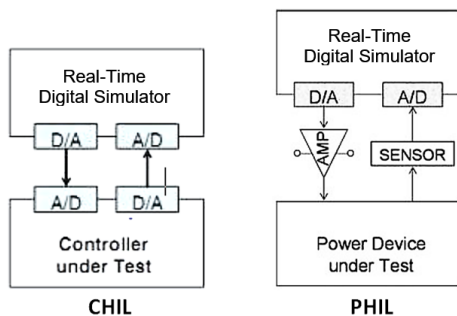 Real-Time
Digital Simulator
D/A
A/D
A/D
D/A
Controller
under Test
CHIL
Real-Time
Digital Simulator
D/A
A/D
AMP
SENSOR
Power Device
under Test
PHIL